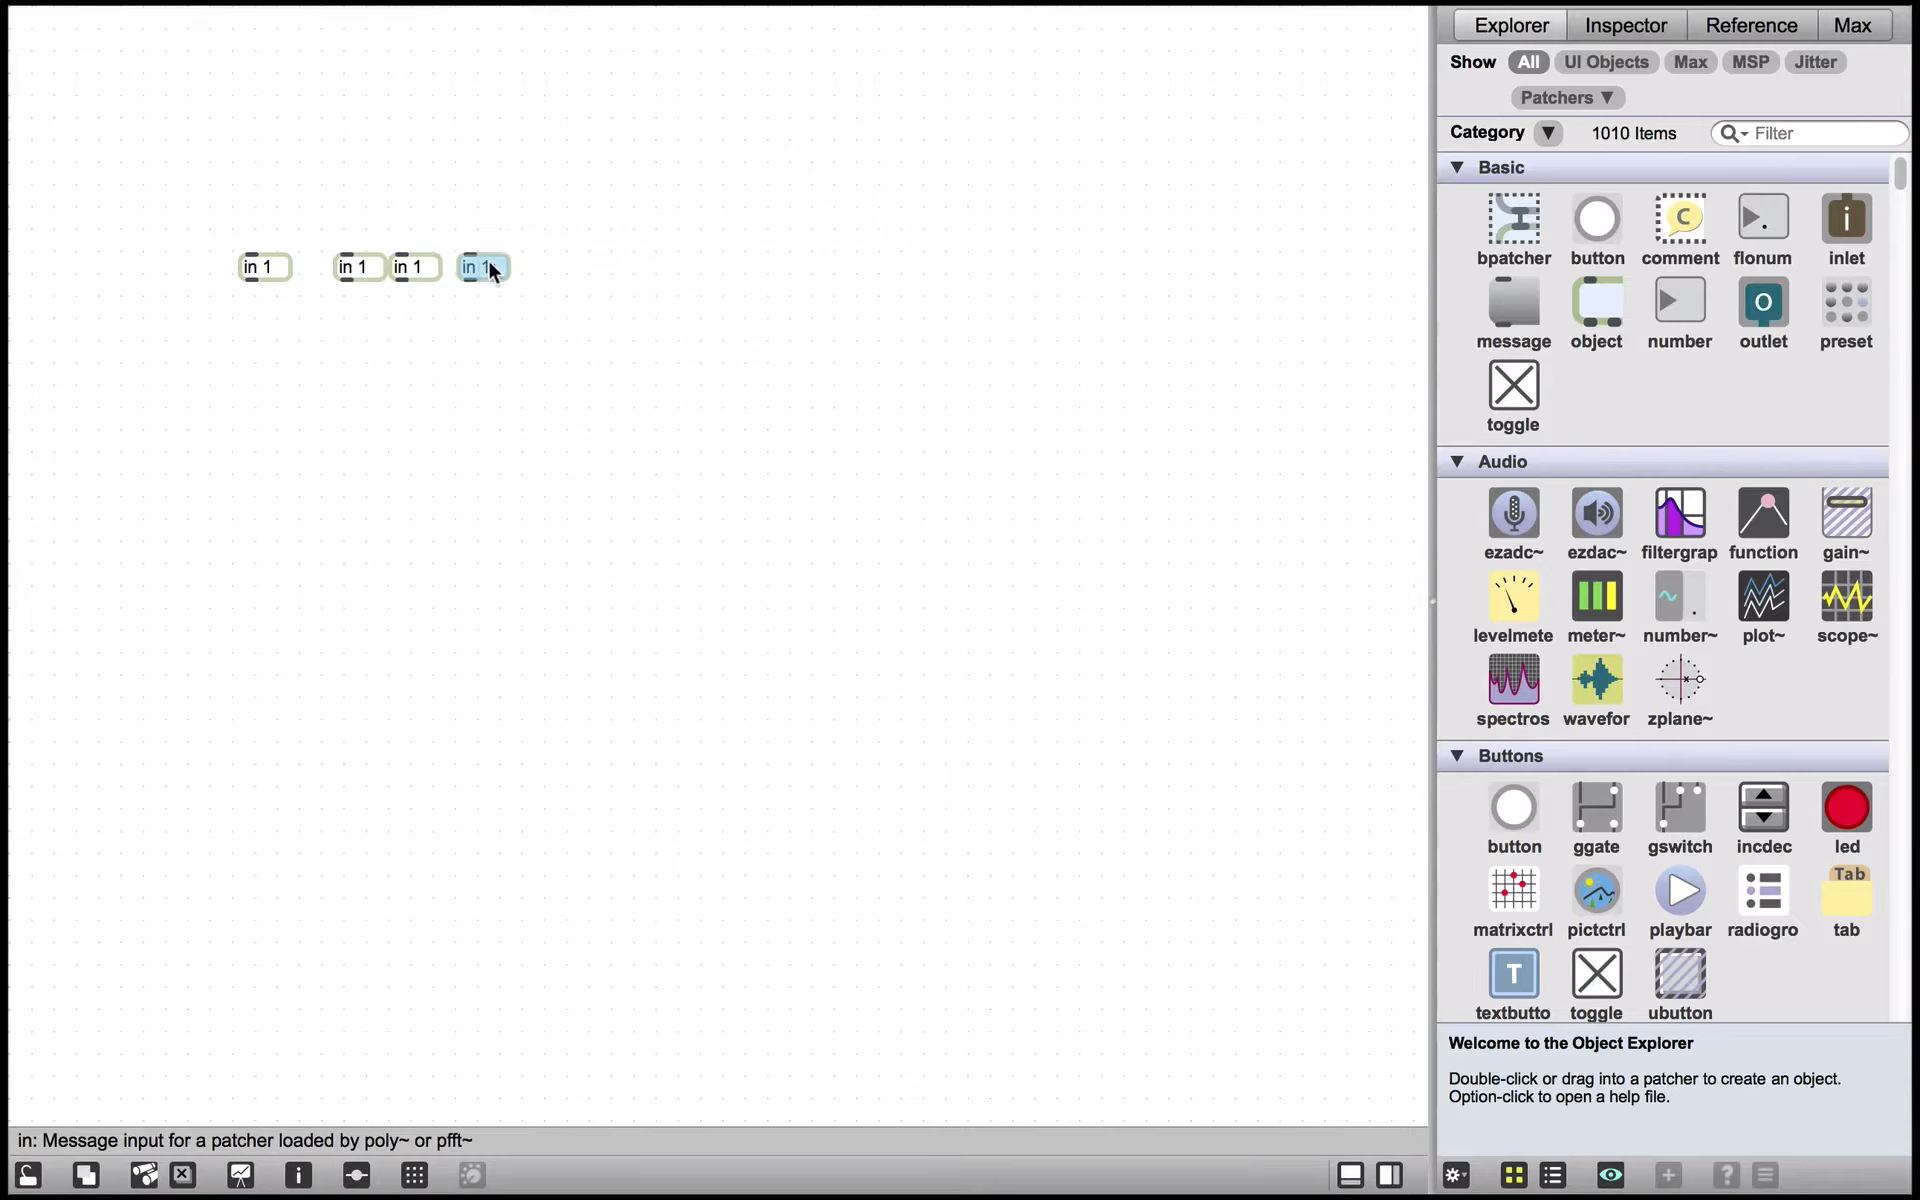 Explorer Inspector Reference Max
Show All UI Objects Max MSP Jitter
Patchers ▼
Category ▼ 1010 Items Filter
▼ Basic
bpatcher button comment flonum inlet
message object number outlet preset
toggle
▼ Audio
ezadc~ ezdac~ filtergrap function gain~
levelmete meter~ number~ plot~ scope~
spectros wavefor zplane~
▼ Buttons
button ggate gswitch incdec led
Tab
matrixctrl pictctrl playbar radiogro tab
T
textbutto toggle ubutton
Welcome to the Object Explorer
Double-click or drag into a patcher to create an object.
Option-click to open a help file.
in 1 in 1 in 1 in 1
in: Message input for a patcher loaded by poly~ or pfft~